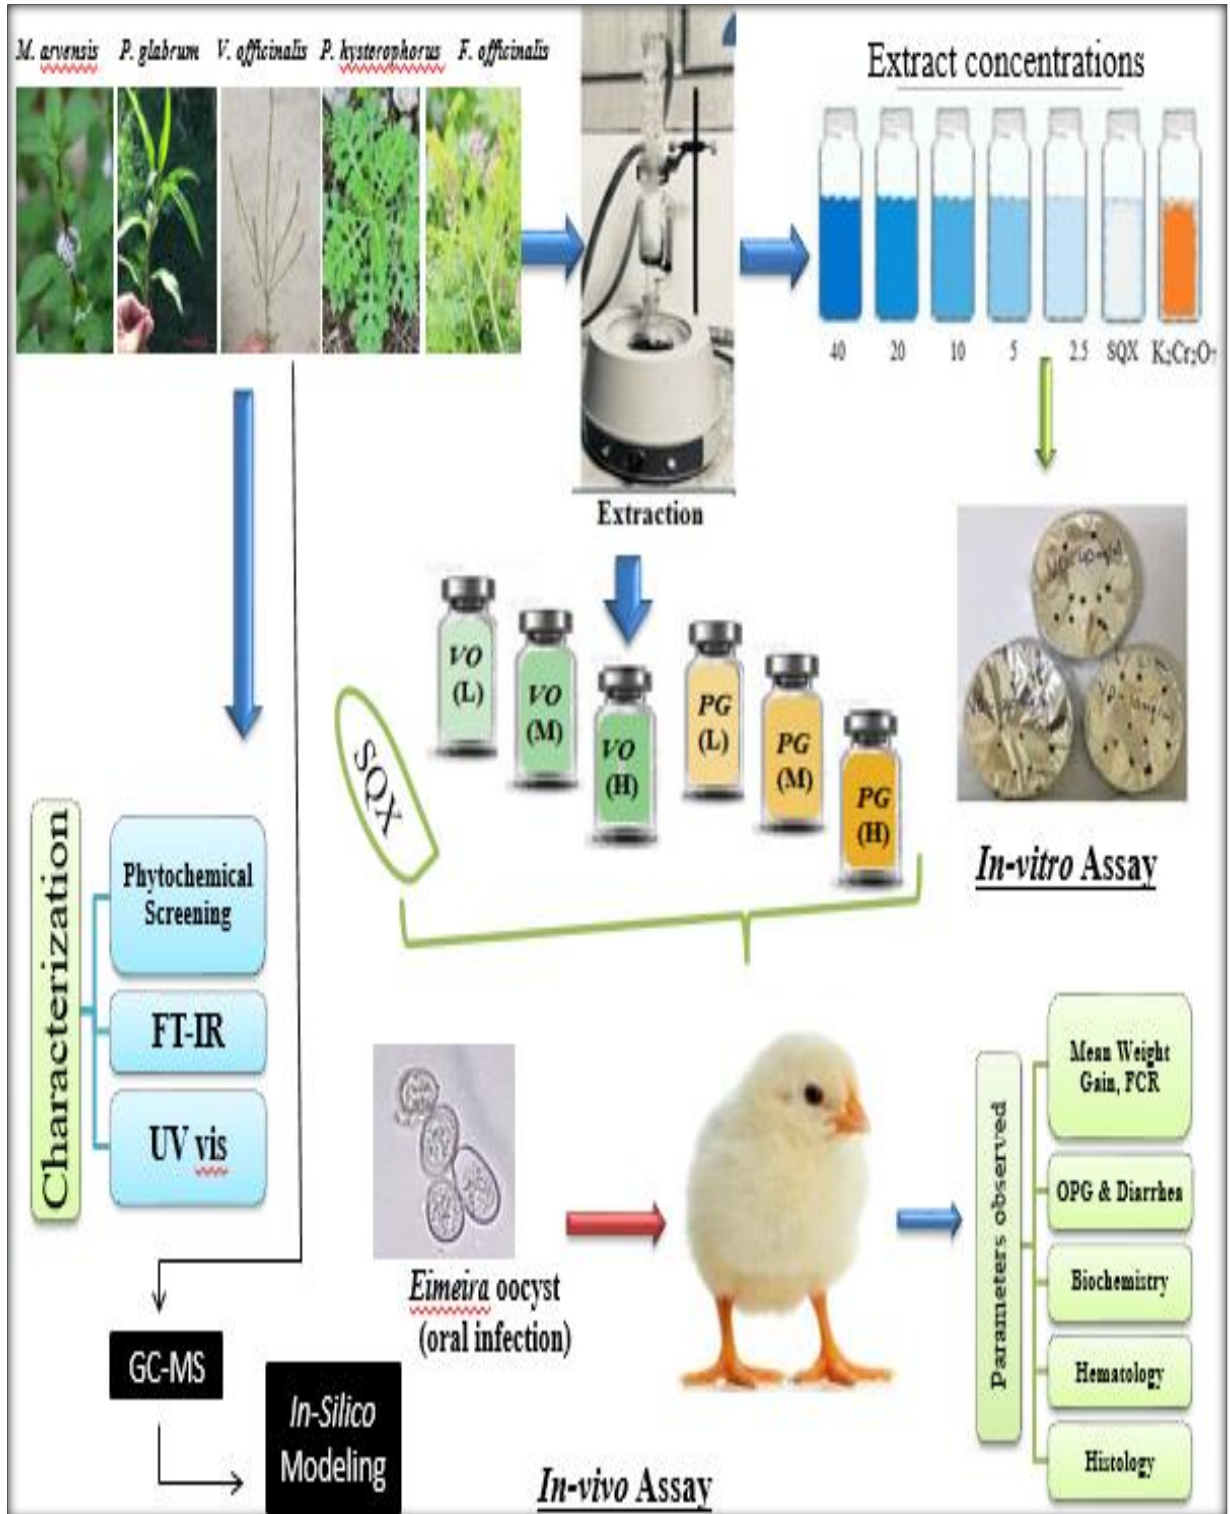 M. arvensis P. glabrum V. officinalis P. hysterophorus F. officinalis
Extract concentrations
40 20 10 5 2.5 SQX K₂Cr₂O₇
Extraction
VO
(L)
VO
(M)
VO
(H)
PG
(L)
PG
(M)
PG
(H)
SQX
In-vitro Assay
Characterization
Phytochemical
Screening
FT-IR
UV vis
GC-MS
In-Silico
Modeling
Eimeira oocyst
(oral infection)
In-vivo Assay
Parameters observed
Mean Weight
Gain, FCR
OPG & Diarrhea
Biochemistry
Hematology
Histology